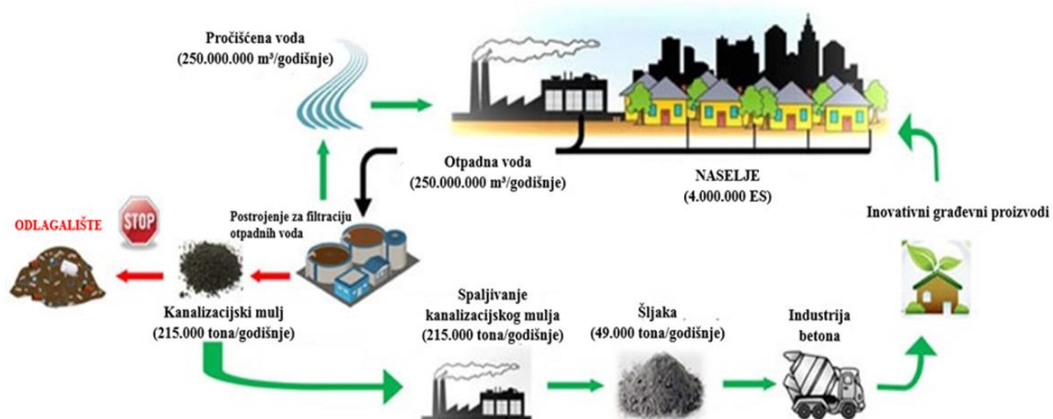 Pročišćena voda
(250.000.000 m³/godišnje)
Otpadna voda
(250.000.000 m³/godišnje)
NASELJE
(4.000.000 ES)
Inovativni građevni proizvodi
Postrojenje za filtraciju
otpadnih voda
ODLAGALIŠTE
STOP
Kanalizacijski mulj
(215.000 tona/godišnje)
Spaljivanje
kanalizacijskog mulja
(215.000 tona/godišnje)
Šljaka
(49.000 tona/godišnje)
Industrija
betona